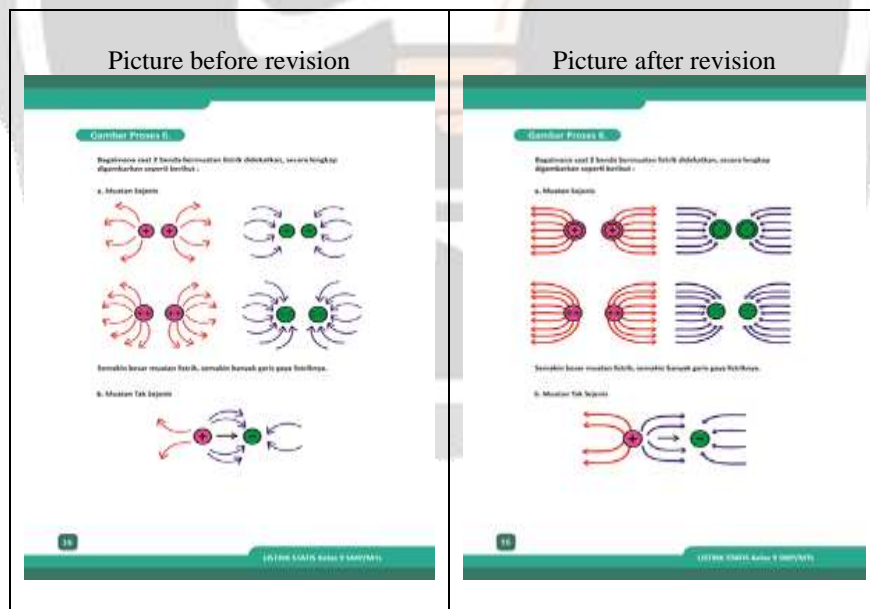 Picture before revision
Gambar Proses 6.
Bagaimana saat 2 benda bermuatan listrik didekatkan, secara lengkap
digambarkan seperti berikut :
a. Muatan Sejenis
Semakin besar muatan listrik, semakin banyak garis gaya listriknya.
b. Muatan Tak Sejenis
16
LISTRIK STATIS Kelas 9 SMP/MTs
Picture after revision
Gambar Proses 6.
Bagaimana saat 2 benda bermuatan listrik didekatkan, secara lengkap
digambarkan seperti berikut :
a. Muatan Sejenis
Semakin besar muatan listrik, semakin banyak garis gaya listriknya.
b. Muatan Tak Sejenis
16
LISTRIK STATIS Kelas 9 SMP/MTs